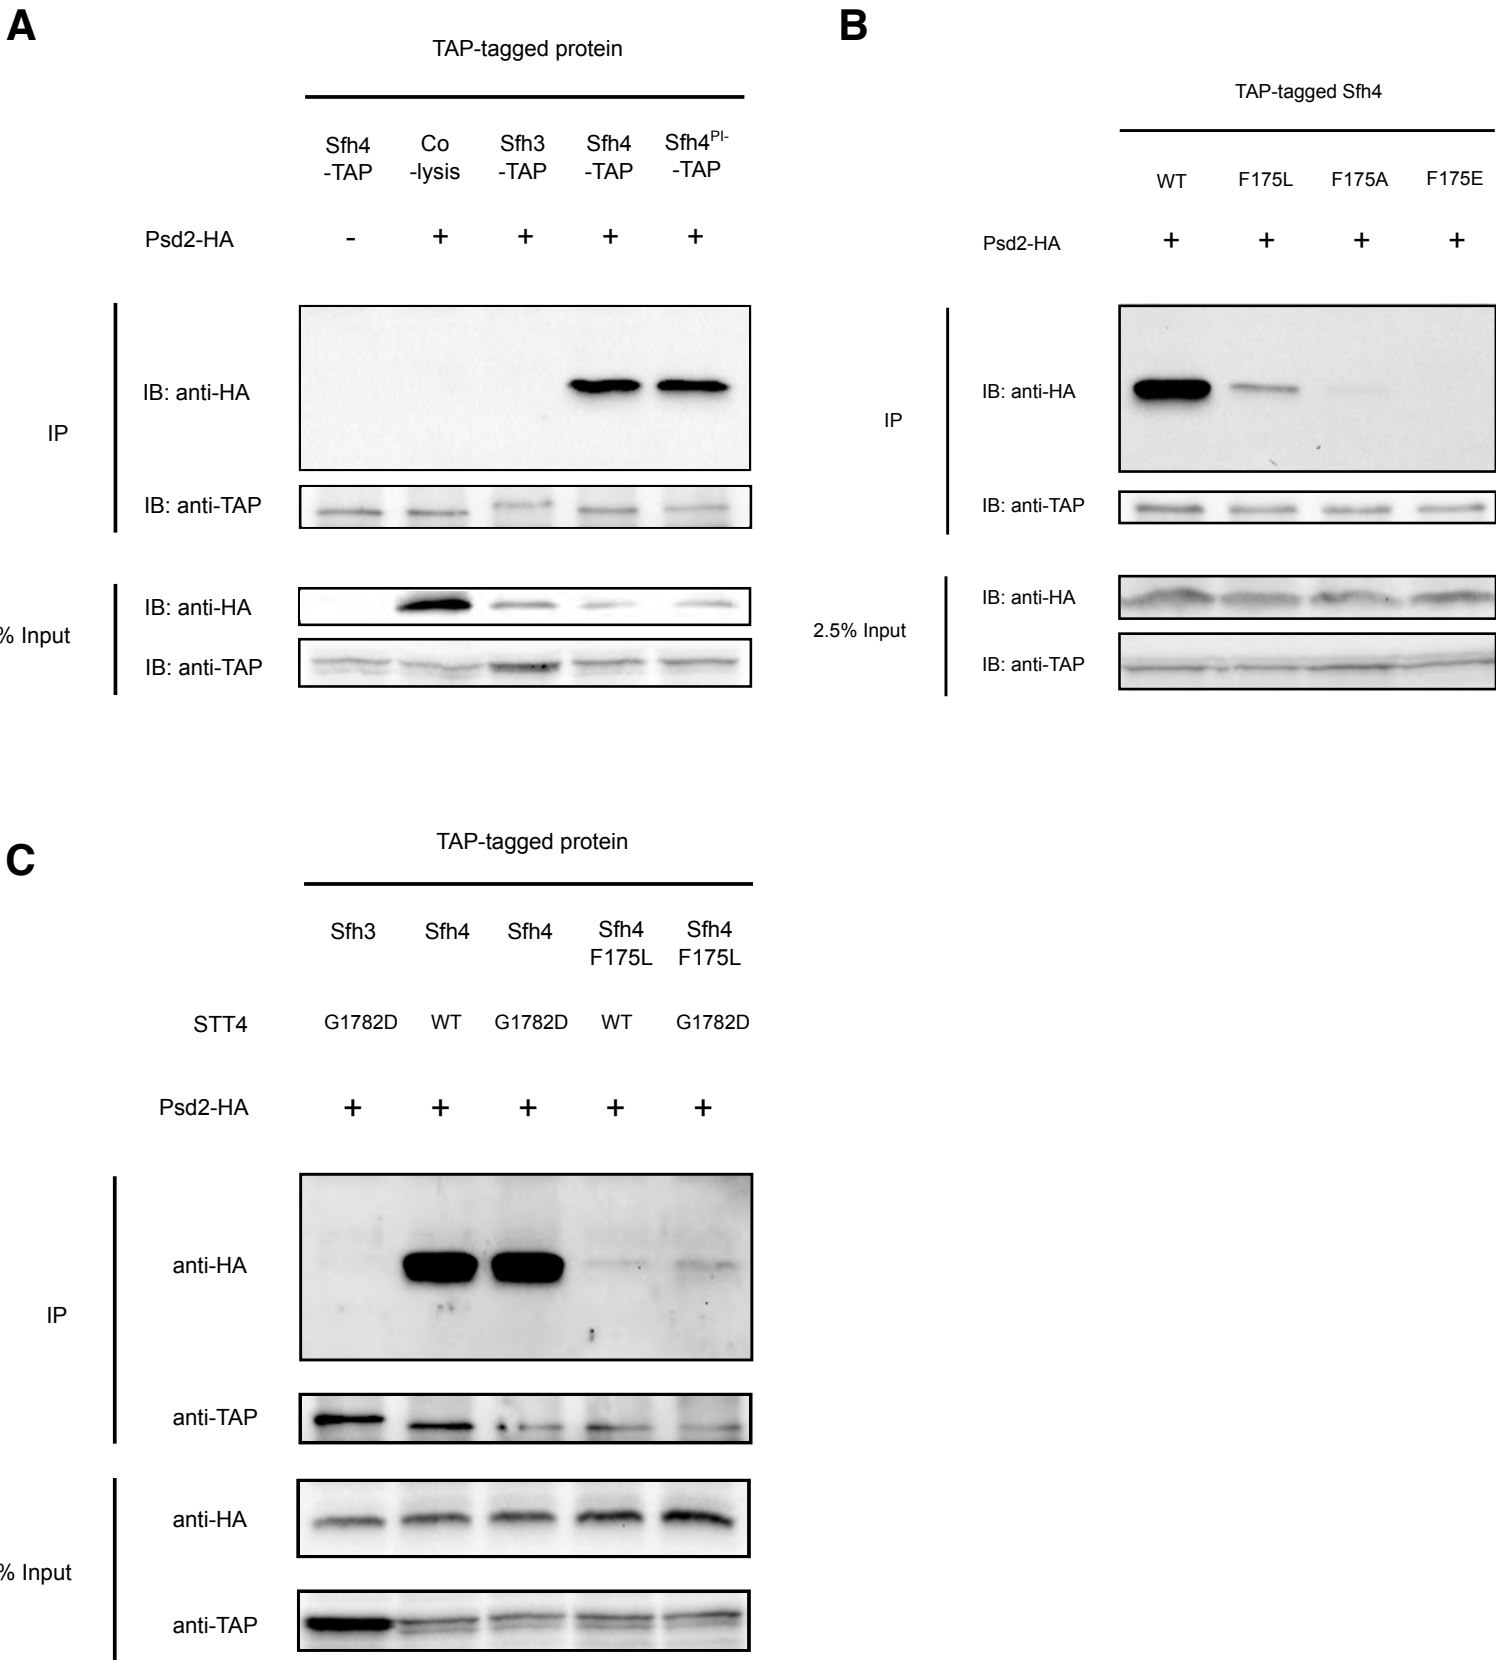 A
TAP-tagged protein
Sfh4 Co Sfh3 Sfh4 Sfh4PI-
-TAP -lysis -TAP -TAP -TAP
Psd2-HA - + + + +
IP
IB: anti-HA
IB: anti-TAP
% Input
IB: anti-HA
IB: anti-TAP
B
TAP-tagged Sfh4
WT F175L F175A F175E
Psd2-HA + + + +
IP
IB: anti-HA
IB: anti-TAP
2.5% Input
IB: anti-HA
IB: anti-TAP
C
TAP-tagged protein
Sfh3 Sfh4 Sfh4 Sfh4 Sfh4
F175L F175L
STT4 G1782D WT G1782D WT G1782D
Psd2-HA + + + + +
IP
anti-HA
anti-TAP
% Input
anti-HA
anti-TAP